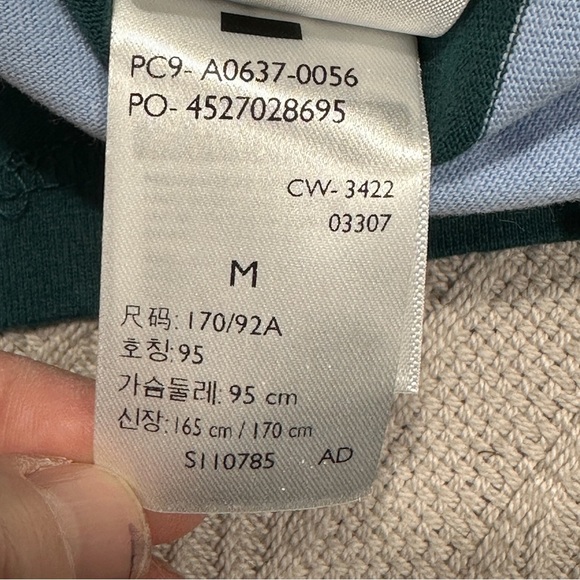 PC9- A0637-0056
PO- 4527028695
CW- 3422
03307
M
尺码: 170/92A
호칭: 95
가슴둘레: 95 cm
신장: 165 cm / 170 cm
S110785 AD